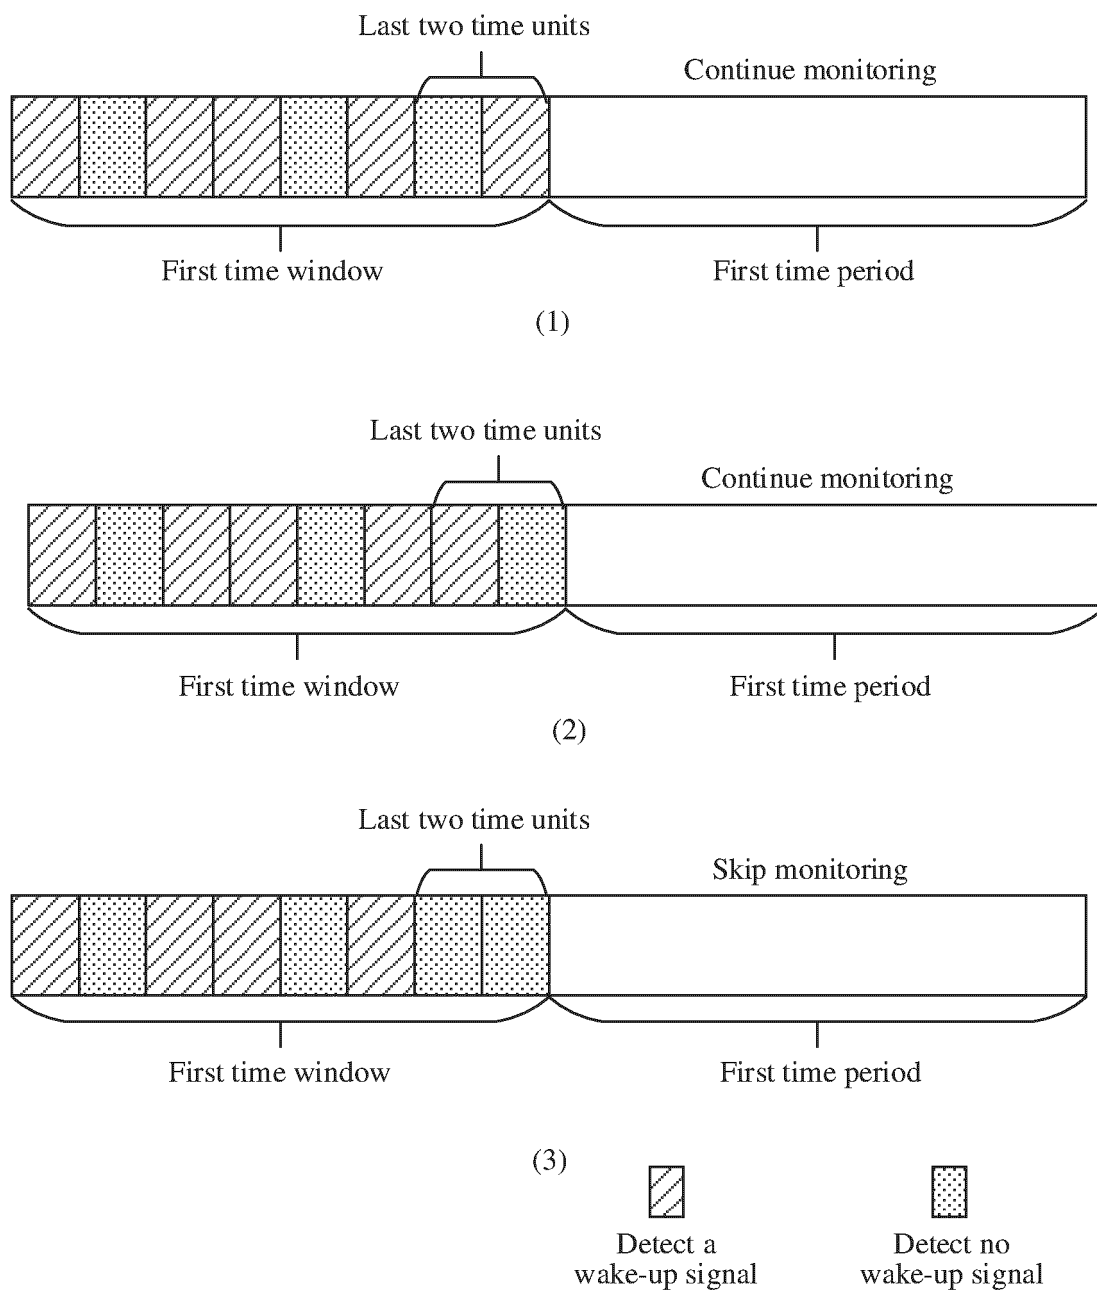 Last two time units
Continue monitoring
First time window
First time period
(1)
Last two time units
Continue monitoring
First time window
First time period
(2)
Last two time units
Skip monitoring
First time window
First time period
(3)
Detect a
wake-up signal
Detect no
wake-up signal